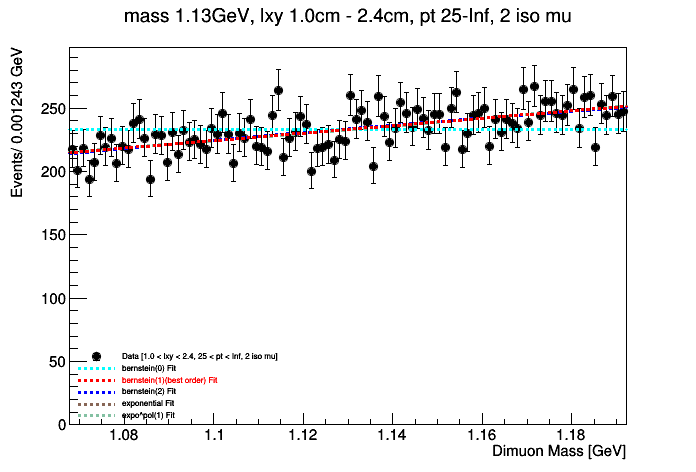 mass 1.13GeV, lxy 1.0cm - 2.4cm, pt 25-Inf, 2 iso mu
Events/ 0.001243 GeV
250
200
150
100
50
0
Data [1.0 < lxy < 2.4, 25 < pt < Inf, 2 iso mu]
bernstein(0) Fit
bernstein(1)(best order) Fit
bernstein(2) Fit
exponential Fit
expo*pol(1) Fit
1.08 1.1 1.12 1.14 1.16 1.18
Dimuon Mass [GeV]